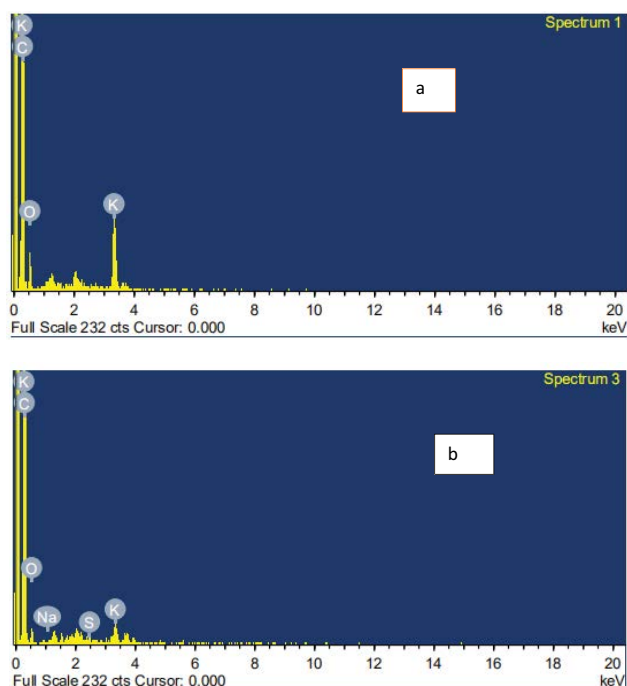 Spectrum 1
K
C
a
O
K
0 2 4 6 8 10 12 14 16 18 20
Full Scale 232 cts Cursor: 0.000 keV
Spectrum 3
K
C
b
O
Na
S
K
0 2 4 6 8 10 12 14 16 18 20
Full Scale 232 cts Cursor: 0.000 keV